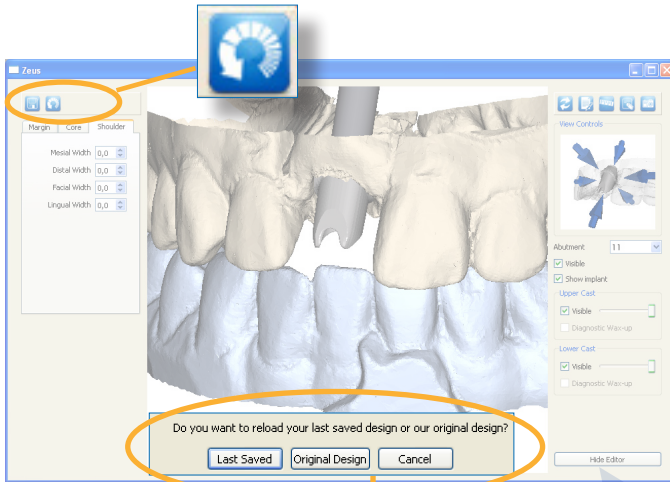 Zeus
Margin Core Shoulder
Mesial Width 0,0
Distal Width 0,0
Facial Width 0,0
Lingual Width 0,0
View Controls
Abutment 11
Visible
Show implant
Upper Cast
Visible
Diagnostic Wax-up
Lower Cast
Visible
Diagnostic Wax-up
Hide Editor
Do you want to reload your last saved design or our original design?
Last Saved Original Design Cancel